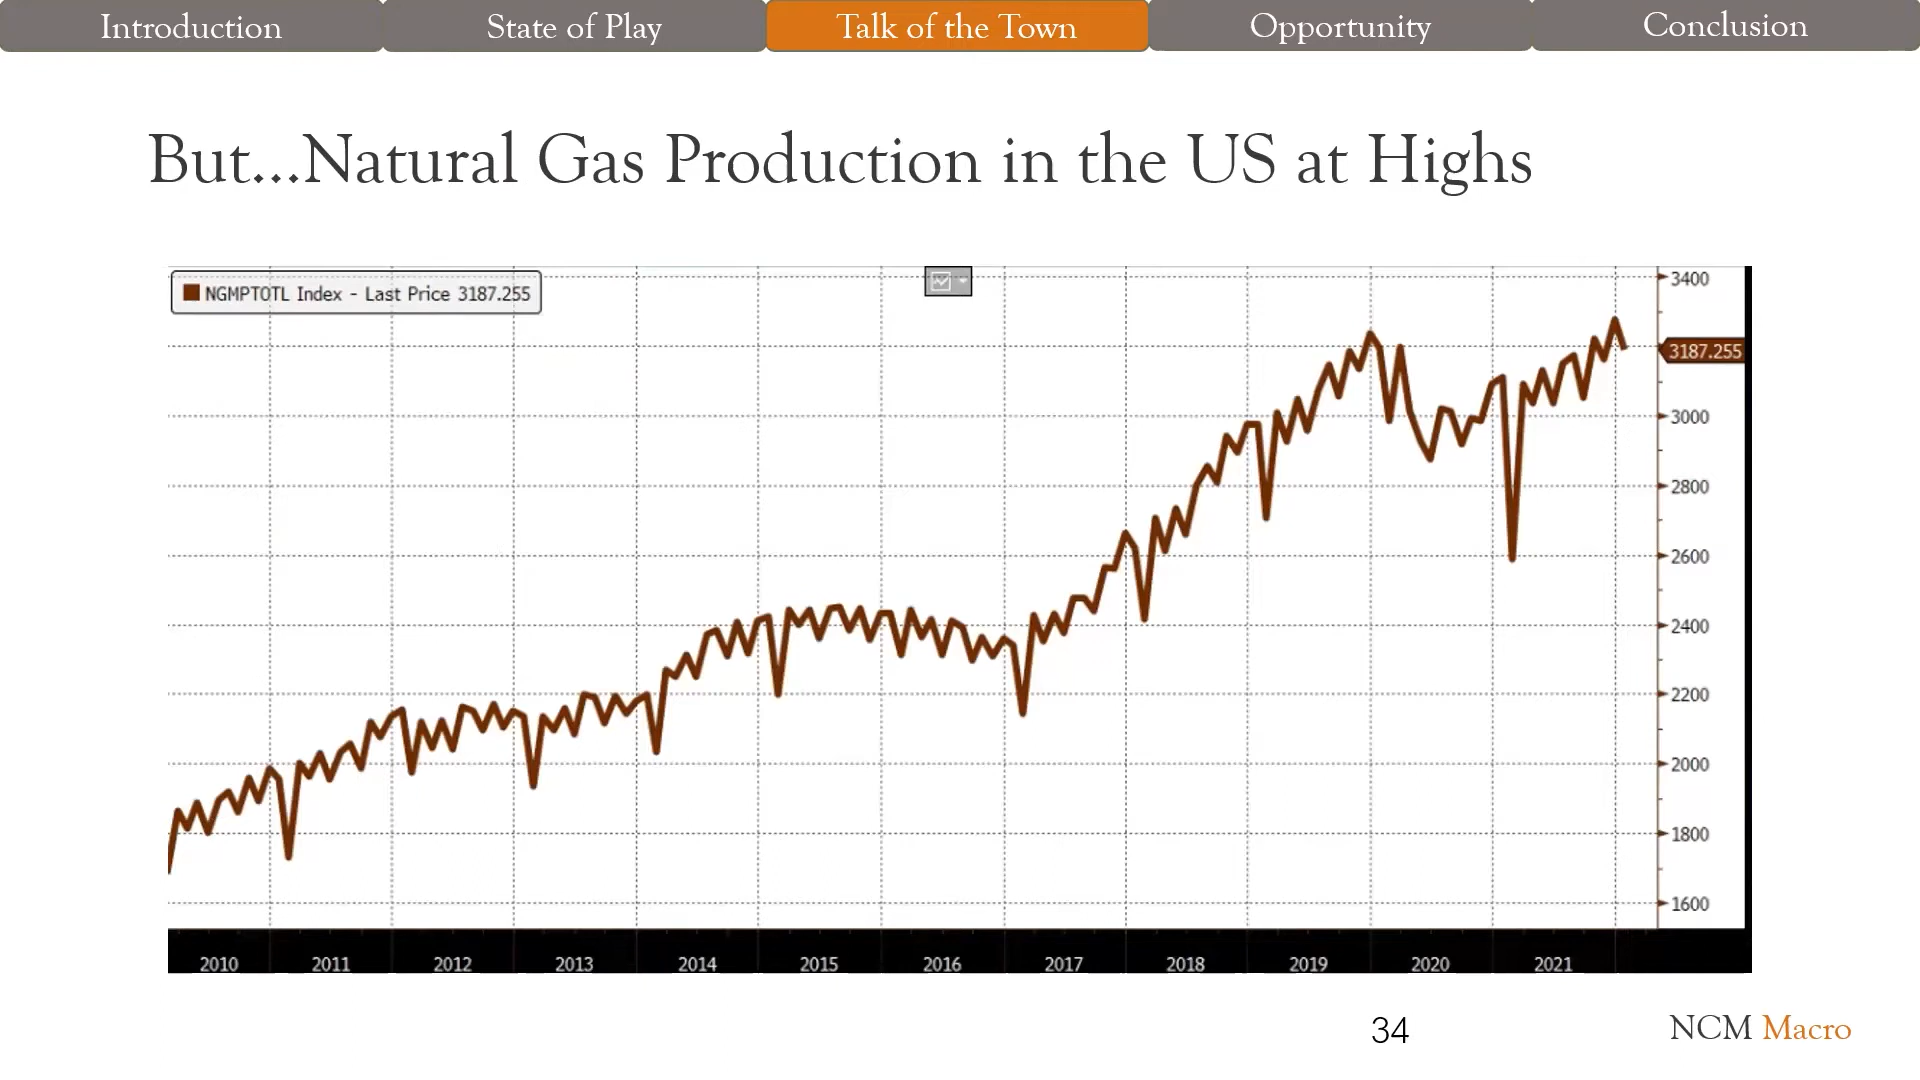 Introduction
State of Play
Talk of the Town
Opportunity
Conclusion
But...Natural Gas Production in the US at Highs
NGMPTOTL Index - Last Price 3187.255
3400
3187.255
3000
2800
2600
2400
2200
2000
1800
1600
2010 2011 2012 2013 2014 2015 2016 2017 2018 2019 2020 2021
34
NCM Macro